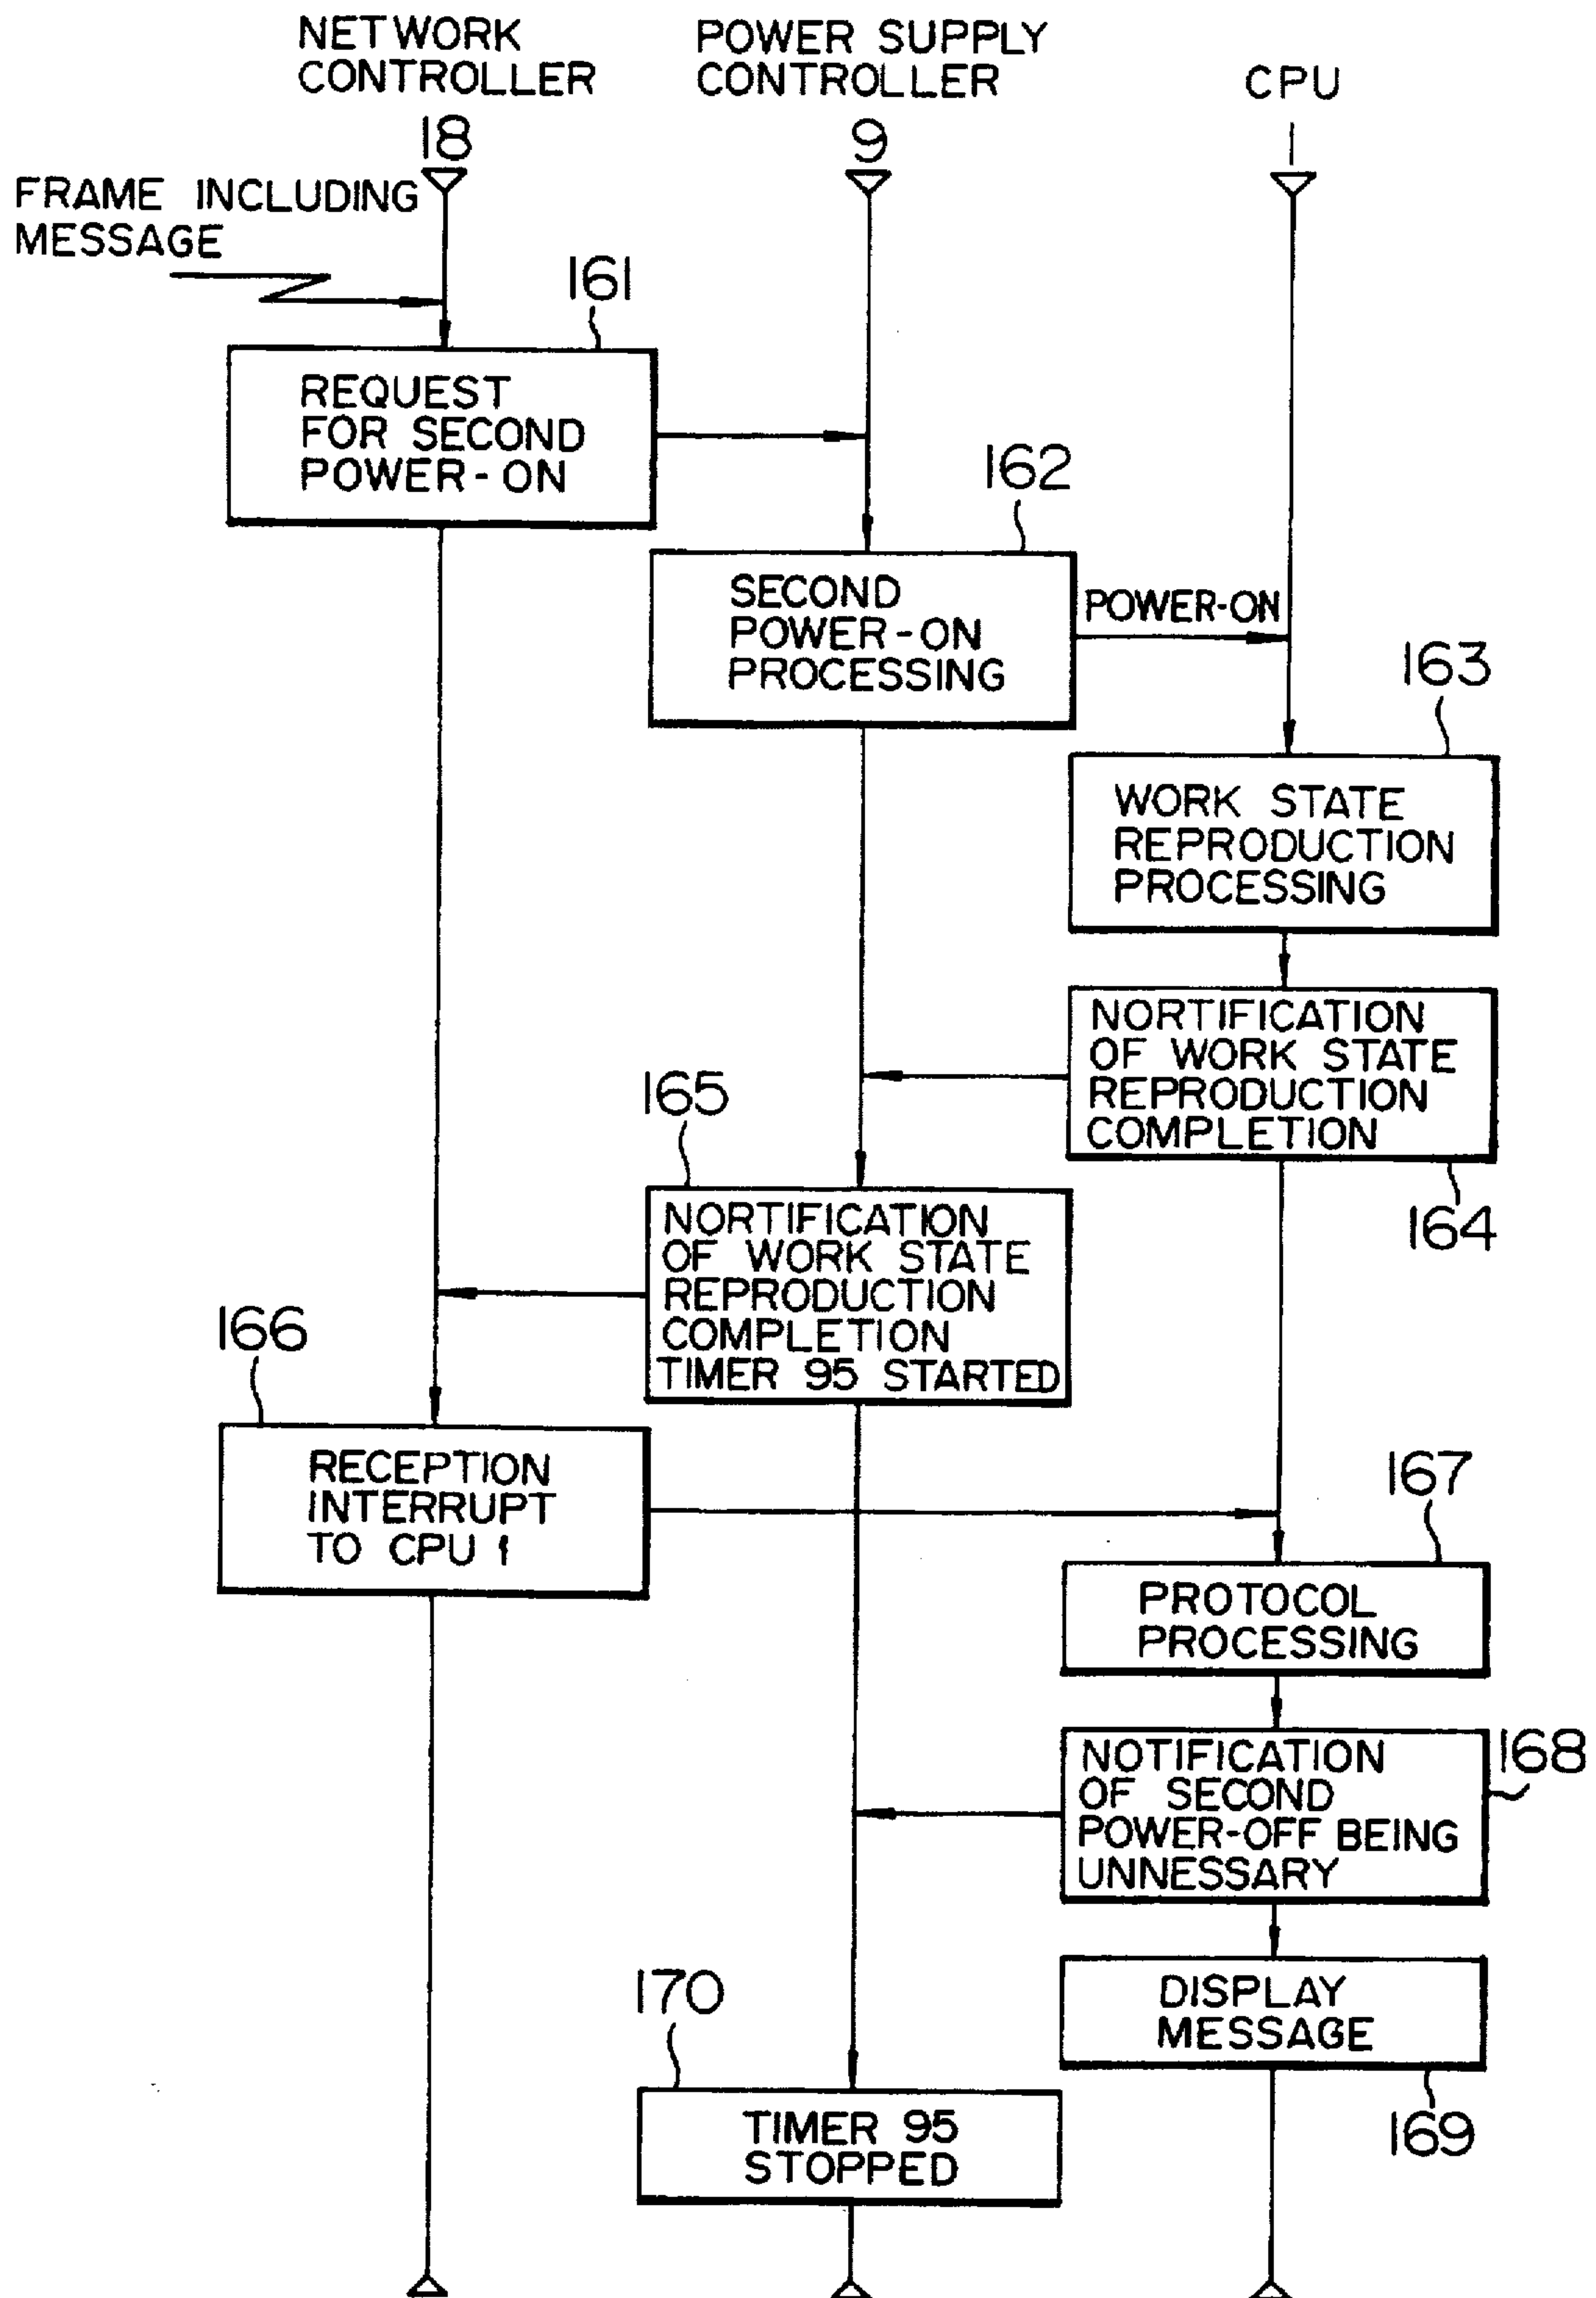 NETWORK
CONTROLLER
18
POWER SUPPLY
CONTROLLER
9
CPU
1
FRAME INCLUDING
MESSAGE
161
REQUEST
FOR SECOND
POWER-ON
162
SECOND
POWER-ON
PROCESSING
POWER-ON
163
WORK STATE
REPRODUCTION
PROCESSING
NORTIFICATION
OF WORK STATE
REPRODUCTION
COMPLETION
164
165
NORTIFICATION
OF WORK STATE
REPRODUCTION
COMPLETION
TIMER 95 STARTED
166
RECEPTION
INTERRUPT
TO CPU 1
167
PROTOCOL
PROCESSING
NOTIFICATION
OF SECOND
POWER-OFF BEING
UNNESSARY
168
DISPLAY
MESSAGE
169
170
TIMER 95
STOPPED